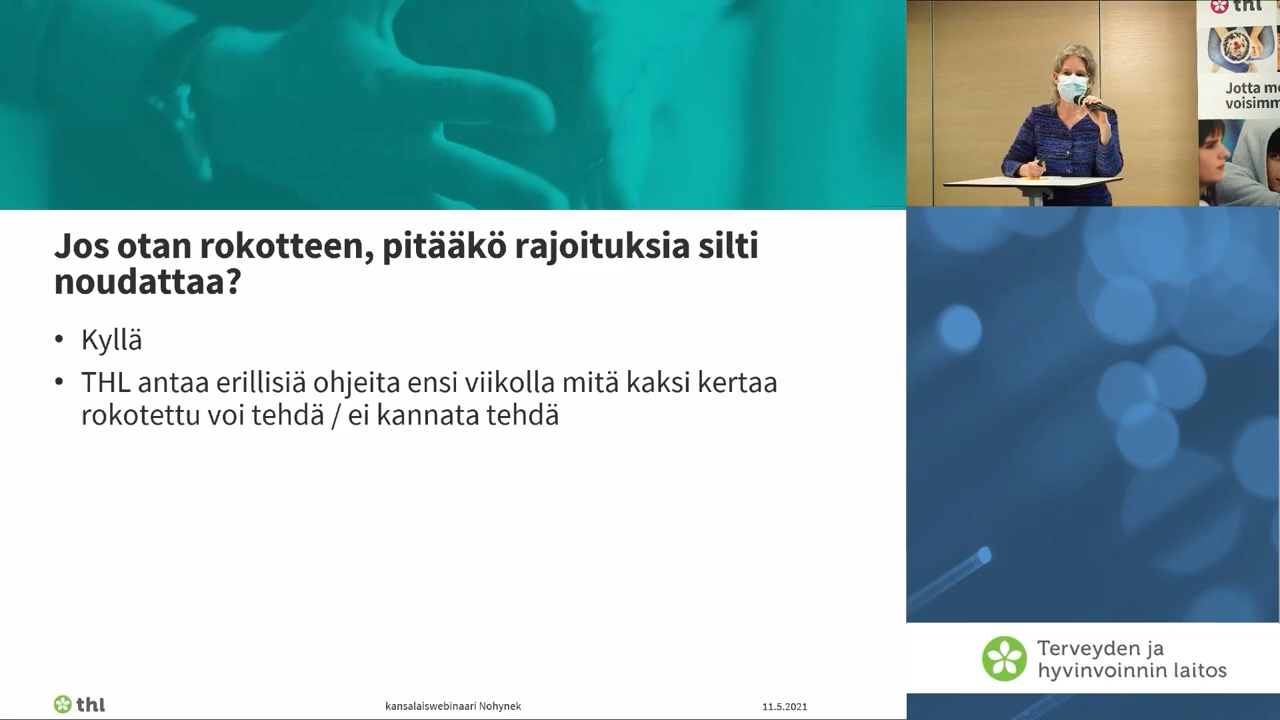 Jos otan rokotteen, pitääkö rajoituksia silti
noudattaa?
• Kyllä
• THL antaa erillisiä ohjeita ensi viikolla mitä kaksi kertaa
rokotettu voi tehdä / ei kannata tehdä
thl
kansalaiswebinaari Nohynek
11.5.2021
thl
Jotta
Terveyden ja
hyvinvoinnin laitos